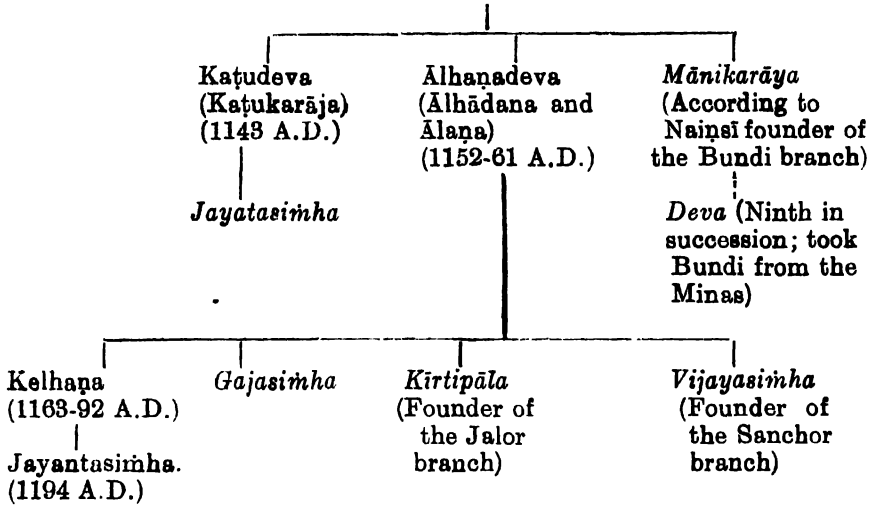 Kaṭudeva
(Kaṭukarāja)
(1143 A.D.)
Jayatasiṁha
Ālhaṇadeva
(Ālhādana and
Ālaṇa)
(1152-61 A.D.)
Mānikarāya
(According to
Naiṇsī founder of
the Bundi branch)
Deva (Ninth in
succession; took
Bundi from the
Minas)
Kelhaṇa
(1163-92 A.D.)
Jayantasiṁha.
(1194 A.D.)
Gajasiṁha
Kīrtipāla
(Founder of
the Jalor
branch)
Vijayasiṁha
(Founder of
the Sanchor
branch)